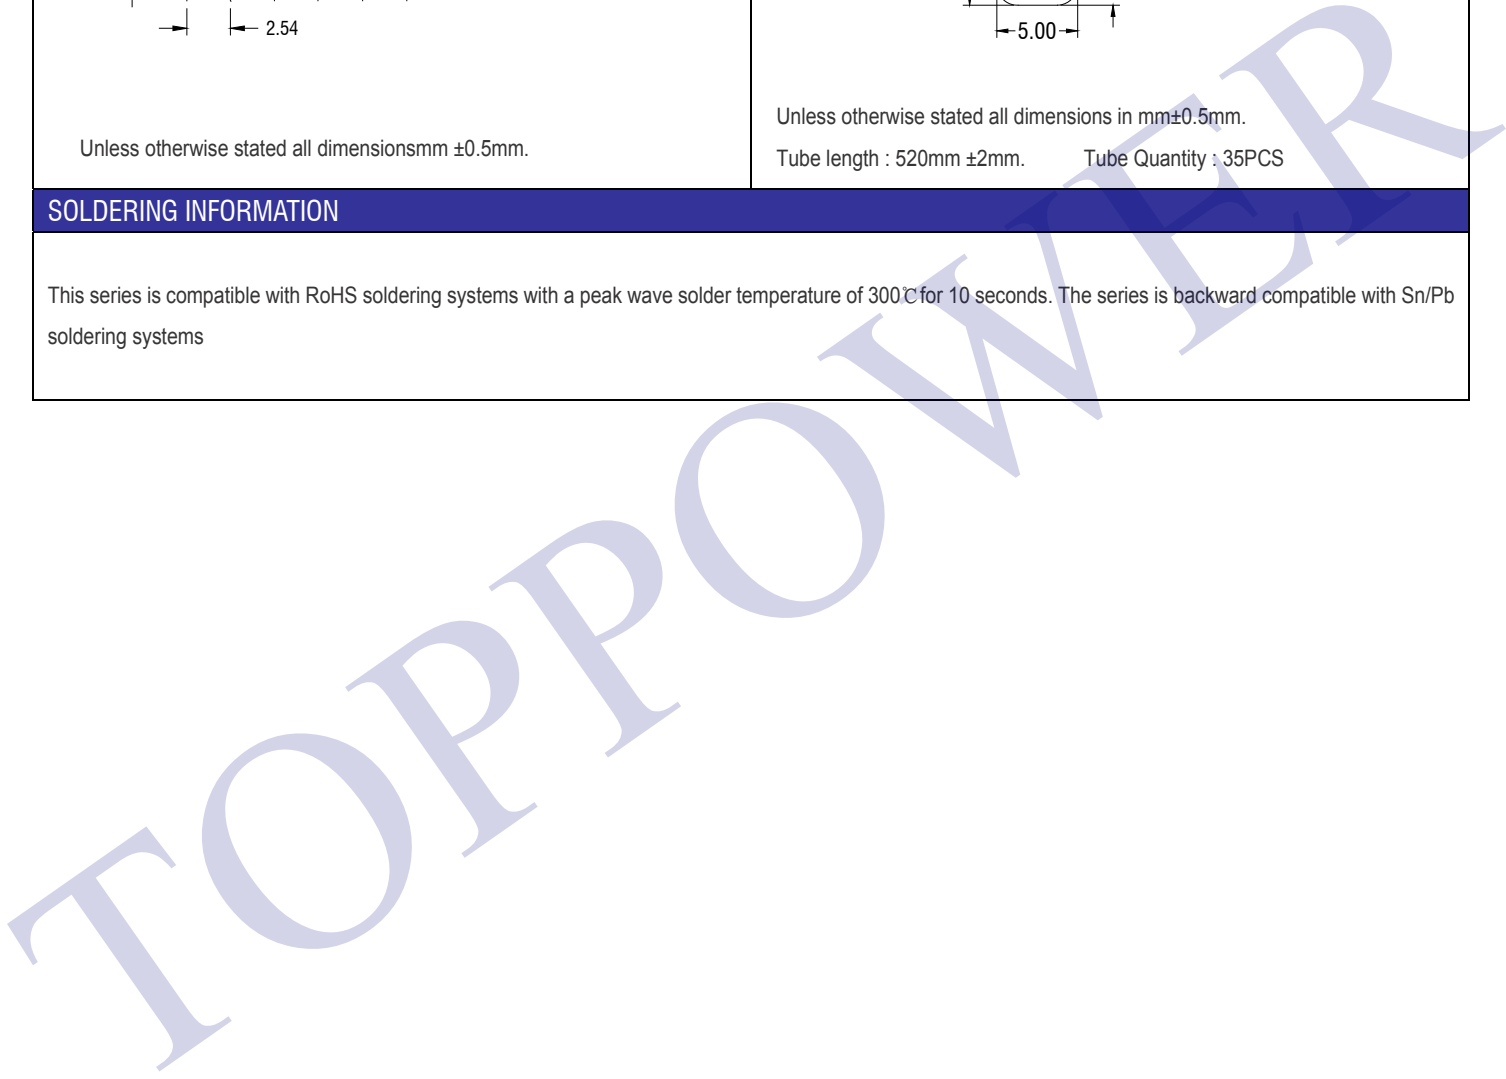 2.54
Unless otherwise stated all dimensionsmm ±0.5mm.
5.00
Unless otherwise stated all dimensions in mm±0.5mm.
Tube length : 520mm ±2mm. Tube Quantity : 35PCS
SOLDERING INFORMATION
This series is compatible with RoHS soldering systems with a peak wave solder temperature of 300℃for 10 seconds. The series is backward compatible with Sn/Pb
soldering systems
TOPPOWER